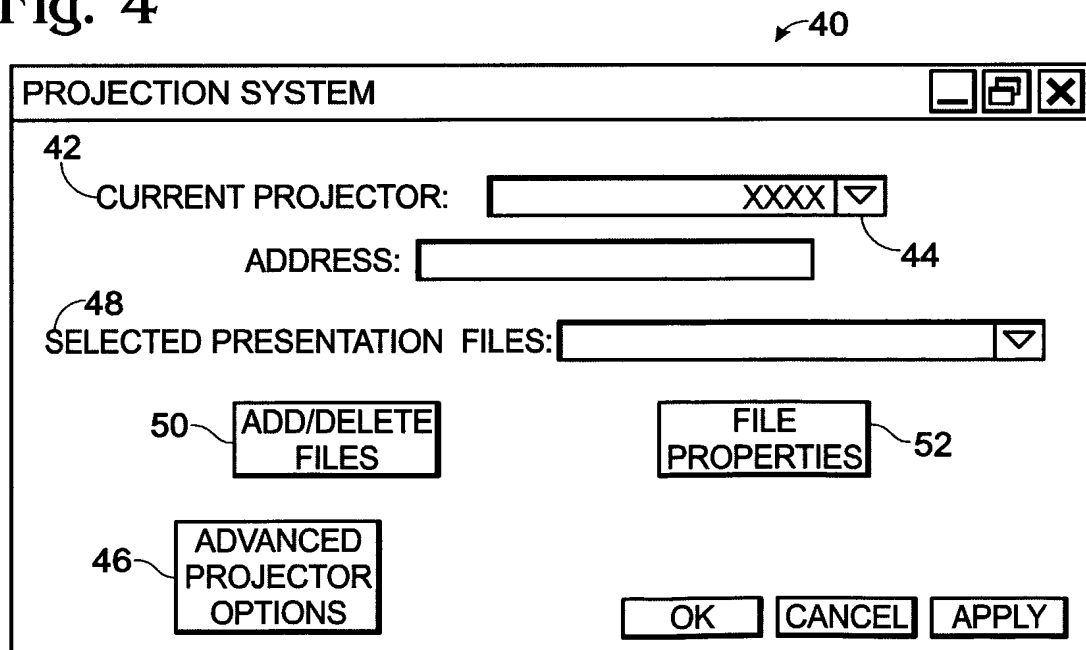 Fig. 4
40
PROJECTION SYSTEM
42
CURRENT PROJECTOR: XXXX
44
ADDRESS:
48
SELECTED PRESENTATION FILES:
50
ADD/DELETE
FILES
FILE
PROPERTIES
52
46
ADVANCED
PROJECTOR
OPTIONS
OK CANCEL APPLY